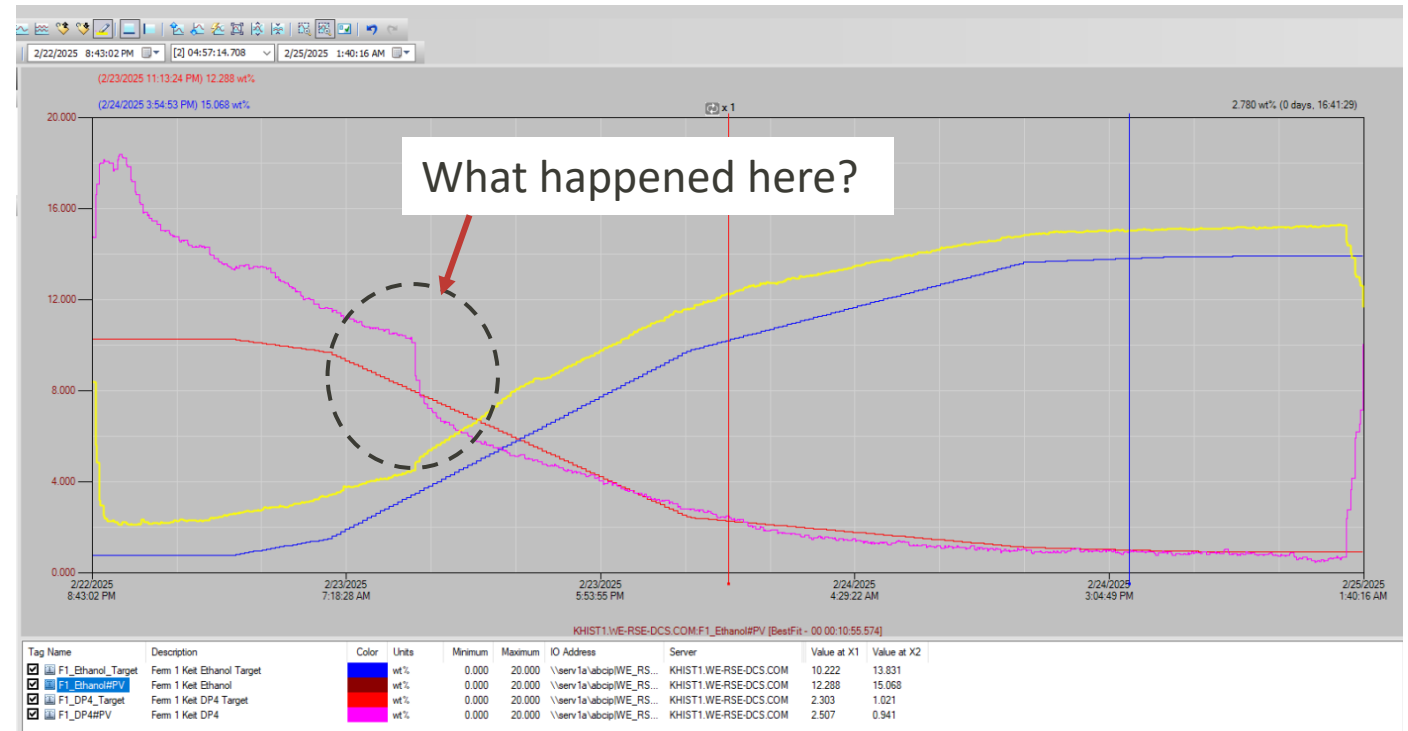 2/22/2025 8:43:02 PM [2] 04:57:14.708 2/25/2025 1:40:16 AM
(2/23/2025 11:13:24 PM) 12.288 wt%
(2/24/2025 3:54:53 PM) 15.068 wt% x 1 2.780 wt% (0 days, 16:41:29)
20.000
What happened here?
16.000
12.000
8.000
4.000
0.000
2/22/2025 2/23/2025 2/23/2025 2/24/2025 2/24/2025 2/25/2025
8:43:02 PM 7:18:28 AM 5:53:55 PM 4:29:22 AM 3:04:49 PM 1:40:16 AM
KHIST1.WE-RSE-DCS.COM:F1_Ethanol#PV [BestFit - 00 00:10:55.574]
Tag Name Description Color Units Minimum Maximum IO Address Server Value at X1 Value at X2
F1_Ethanol_Target Ferm 1 Keit Ethanol Target wt% 0.000 20.000 \\serv1a\abcip|WE_RS... KHIST1.WE-RSE-DCS.COM 10.222 13.831
F1_Ethanol#PV Ferm 1 Keit Ethanol wt% 0.000 20.000 \\serv1a\abcip|WE_RS... KHIST1.WE-RSE-DCS.COM 12.288 15.068
F1_DP4_Target Ferm 1 Keit DP4 Target wt% 0.000 20.000 \\serv1a\abcip|WE_RS... KHIST1.WE-RSE-DCS.COM 2.303 1.021
F1_DP4#PV Ferm 1 Keit DP4 wt% 0.000 20.000 \\serv1a\abcip|WE_RS... KHIST1.WE-RSE-DCS.COM 2.507 0.941